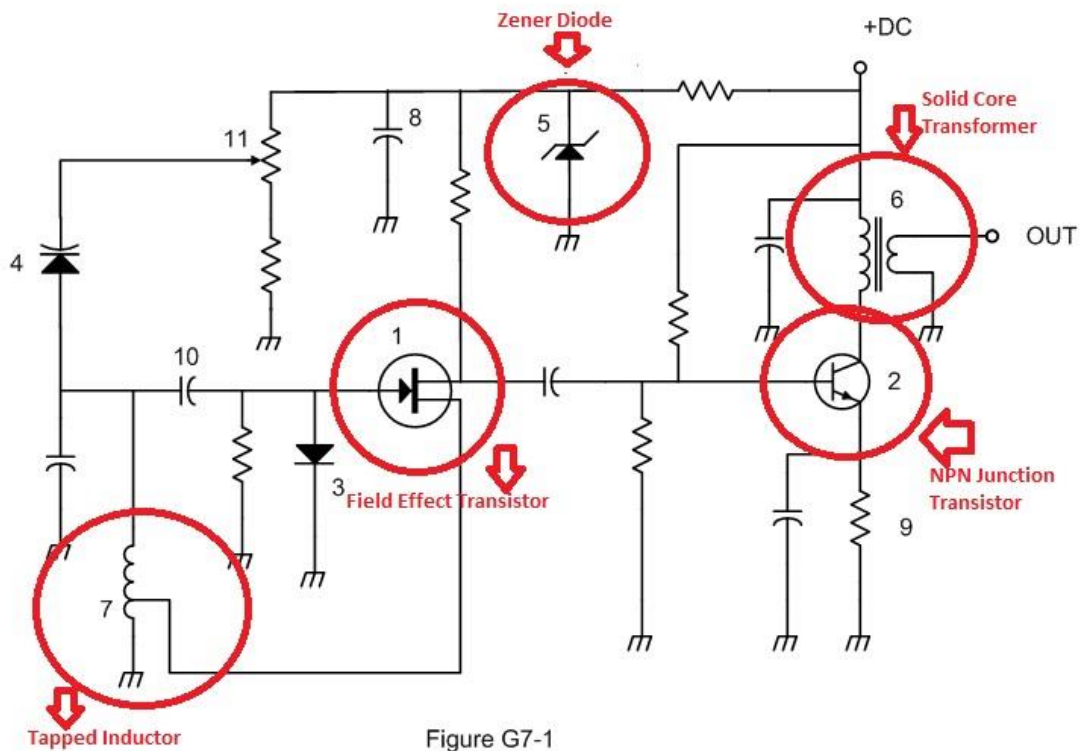 Zener Diode
+DC
Solid Core
Transformer
5
8
11
6
OUT
4
1
10
2
3
Field Effect Transistor
NPN Junction
Transistor
9
7
Tapped Inductor
Figure G7-1